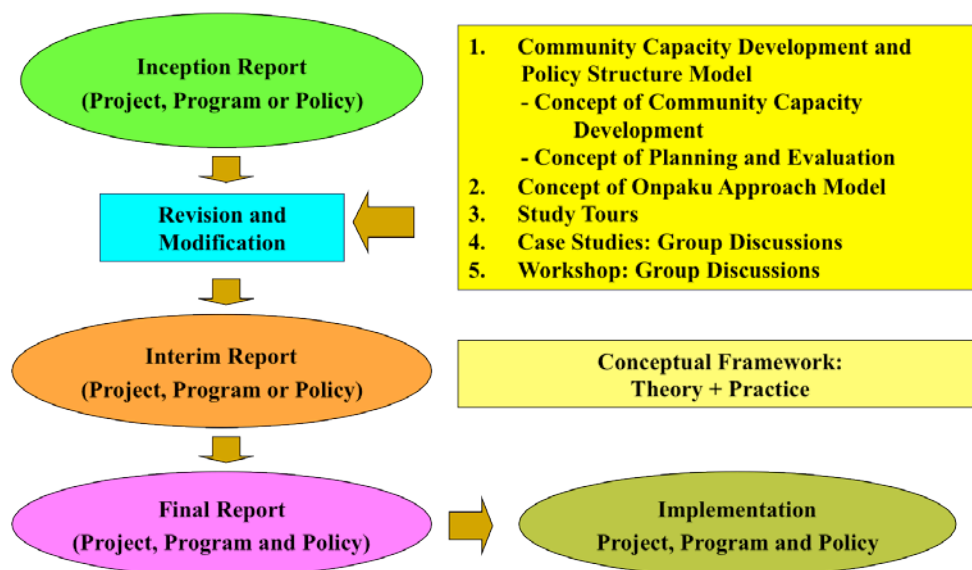 Inception Report
(Project, Program or Policy)
Revision and
Modification
Interim Report
(Project, Program or Policy)
Final Report
(Project, Program and Policy)
1. Community Capacity Development and
Policy Structure Model
- Concept of Community Capacity
Development
- Concept of Planning and Evaluation
2. Concept of Onpaku Approach Model
3. Study Tours
4. Case Studies: Group Discussions
5. Workshop: Group Discussions
Conceptual Framework:
Theory + Practice
Implementation
Project, Program and Policy